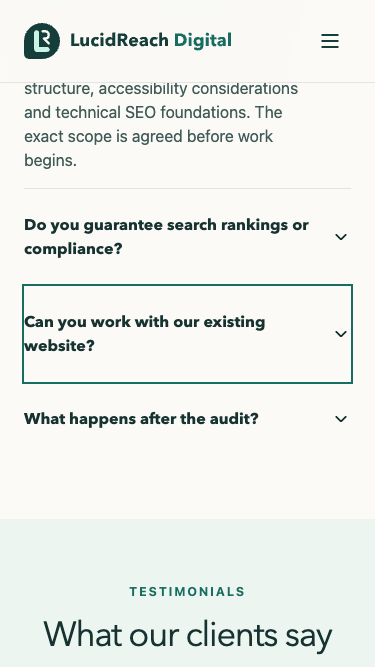 LucidReach Digital
structure, accessibility considerations
and technical SEO foundations. The
exact scope is agreed before work
begins.
Do you guarantee search rankings or
compliance?
Can you work with our existing
website?
What happens after the audit?
TESTIMONIALS
What our clients say